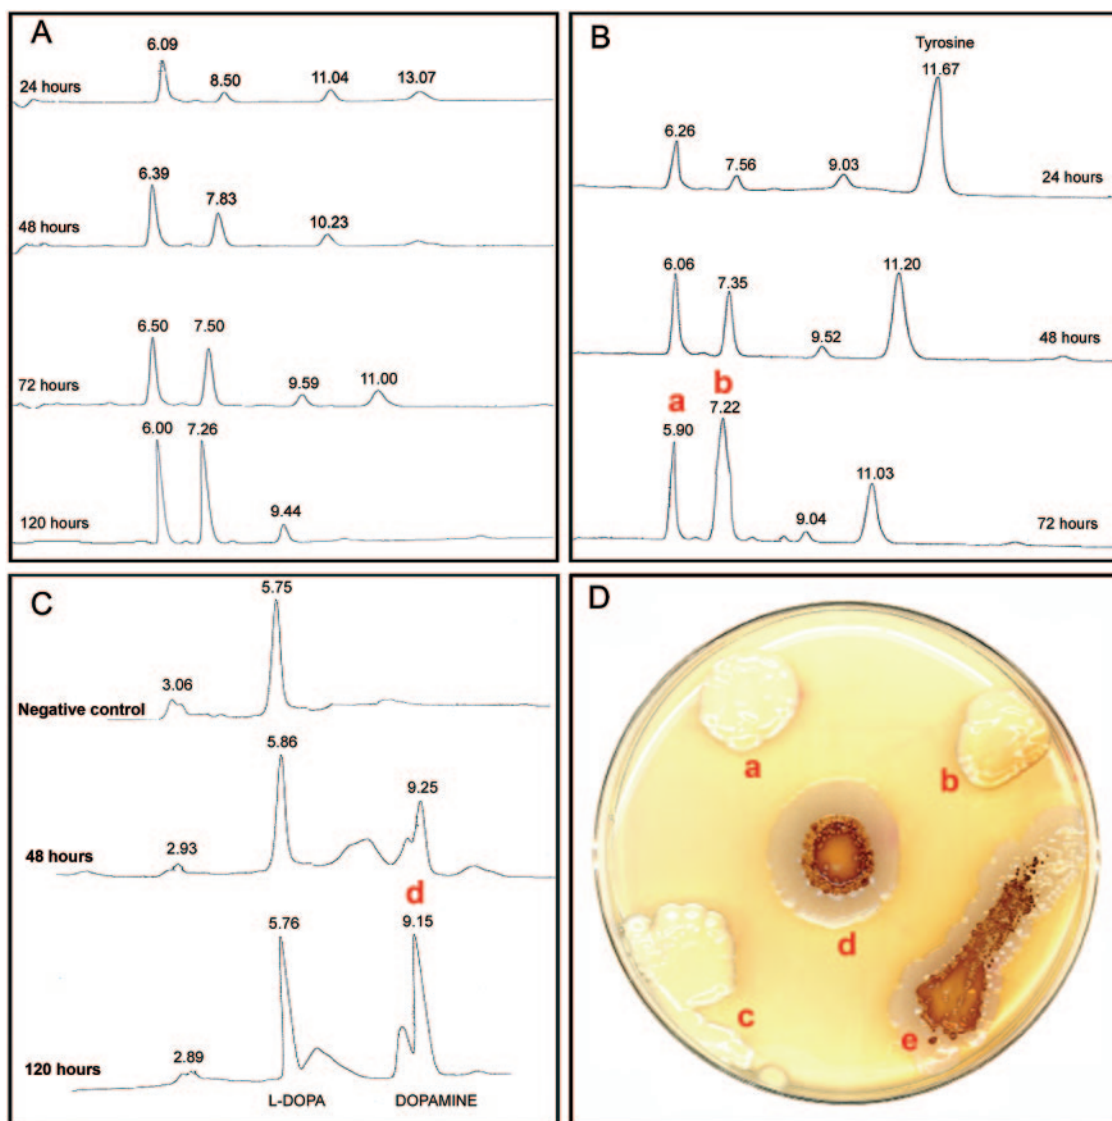 A
6.09
8.50
11.04
13.07
24 hours
6.39
7.83
10.23
48 hours
6.50
7.50
9.59
11.00
72 hours
6.00
7.26
9.44
120 hours
B
Tyrosine
11.67
6.26
7.56
9.03
24 hours
6.06
7.35
9.52
11.20
48 hours
a
b
5.90
7.22
9.04
11.03
72 hours
C
5.75
3.06
Negative control
5.86
9.25
2.93
48 hours
d
5.76
9.15
2.89
120 hours
L-DOPA
DOPAMINE
D
a
b
c
d
e